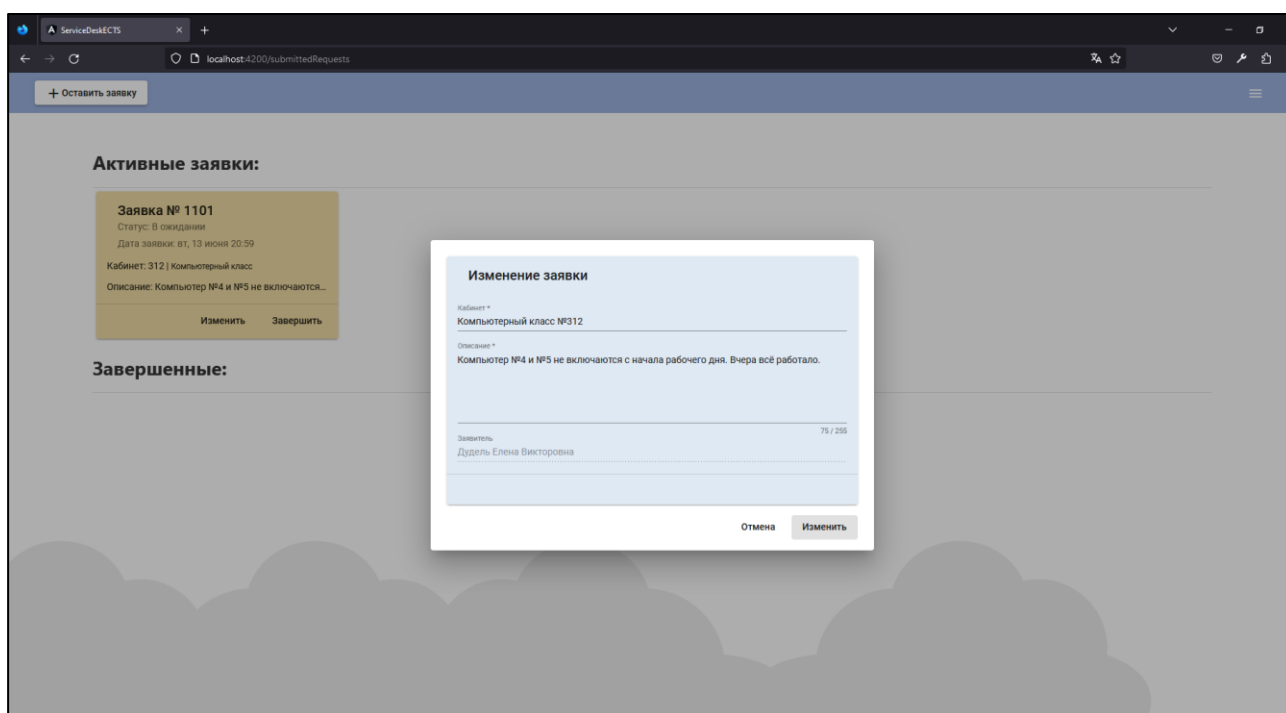 ServiceDeskECTS
localhost:4200/submittedRequests
Оставить заявку
Активные заявки:
Заявка № 1101
Статус: В ожидании
Дата заявки: вт, 13 июня 20:59
Кабинет: 312 | Компьютерный класс
Описание: Компьютер №4 и №5 не включаются...
Изменить Завершить
Завершенные:
Изменение заявки
Кабинет *
Компьютерный класс №312
Описание *
Компьютер №4 и №5 не включаются с начала рабочего дня. Вчера всё работало.
75 / 255
Заявитель
Дудель Елена Викторовна
Отмена Изменить